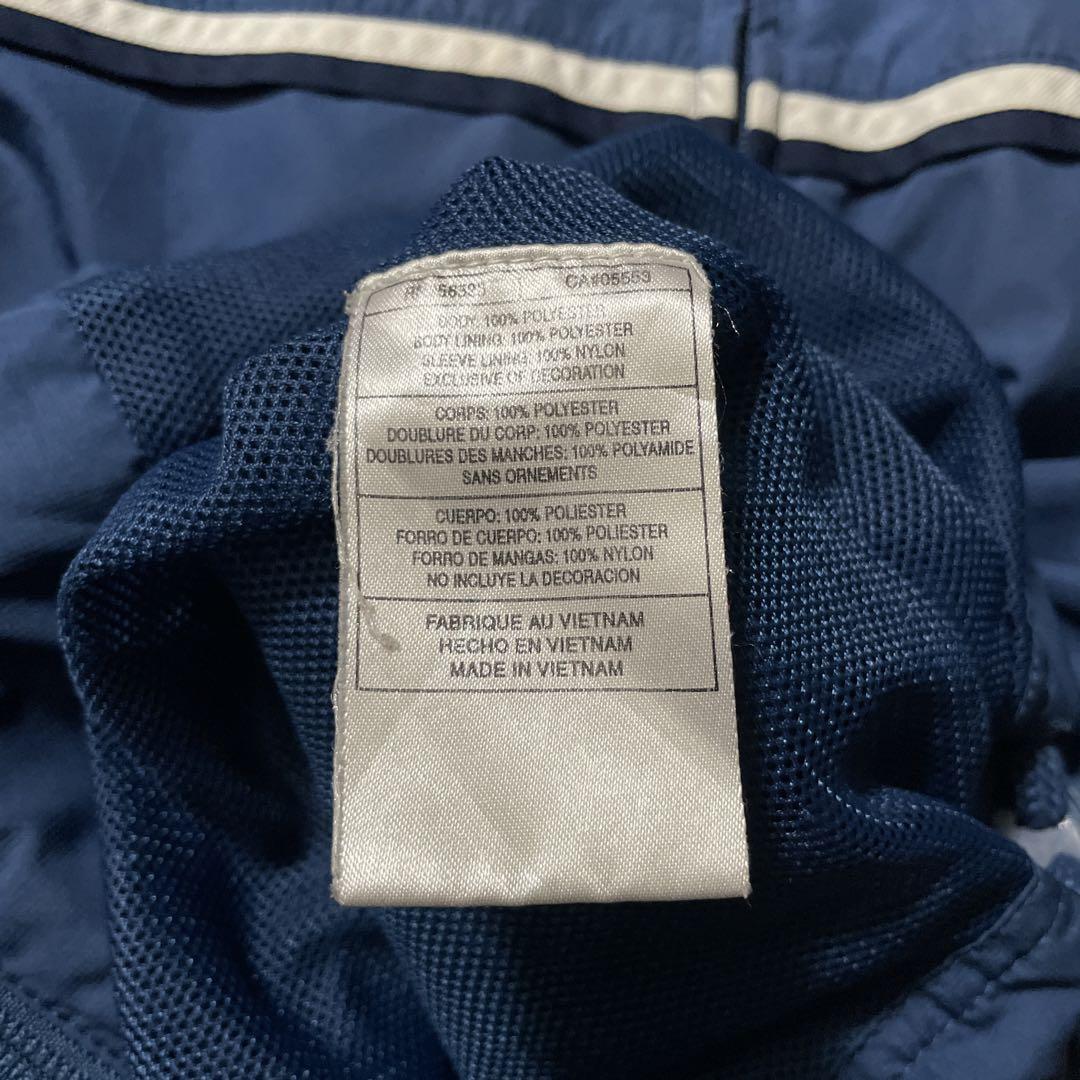 CA#05553
BODY: 100% POLYESTER
BODY LINING: 100% POLYESTER
SLEEVE LINING: 100% NYLON
EXCLUSIVE OF DECORATION
CORPS: 100% POLYESTER
DOUBLURE DU CORP: 100% POLYESTER
DOUBLURES DES MANCHES: 100% POLYAMIDE
SANS ORNEMENTS
CUERPO: 100% POLIESTER
FORRO DE CUERPO: 100% POLIESTER
FORRO DE MANGAS: 100% NYLON
NO INCLUYE LA DECORACION
FABRIQUE AU VIETNAM
HECHO EN VIETNAM
MADE IN VIETNAM